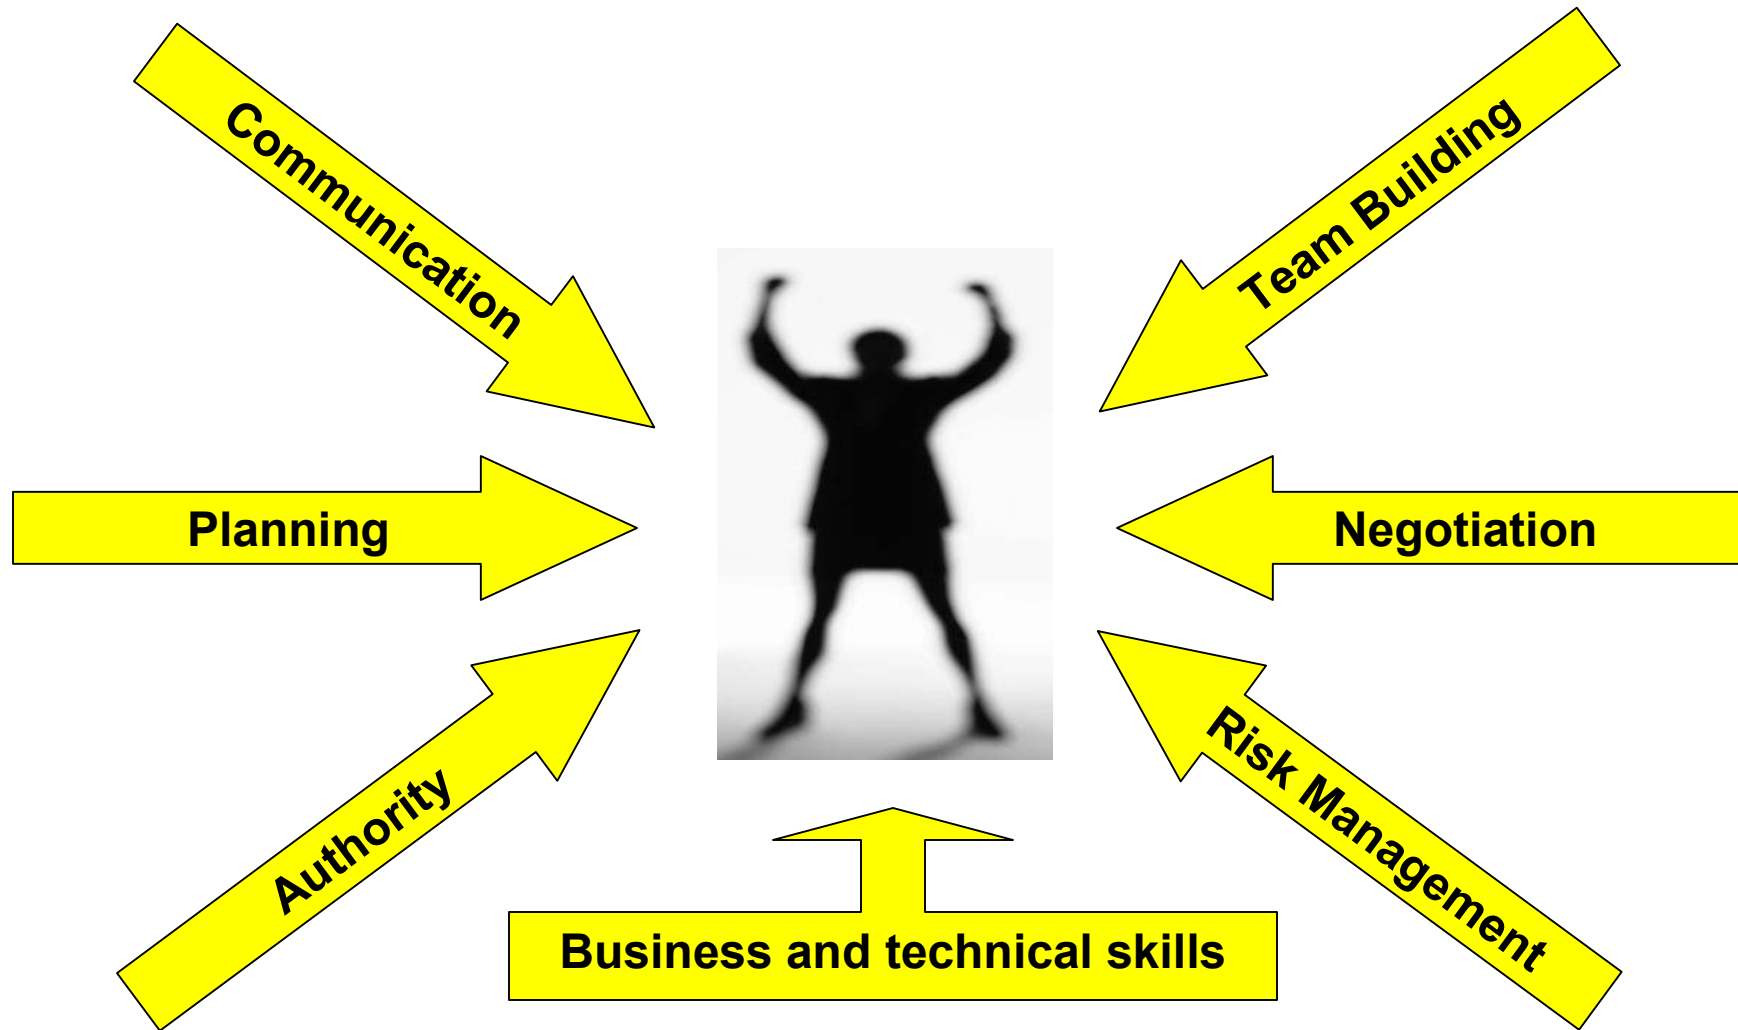 Communication
Team Building
Planning
Negotiation
Authority
Risk Management
Business and technical skills